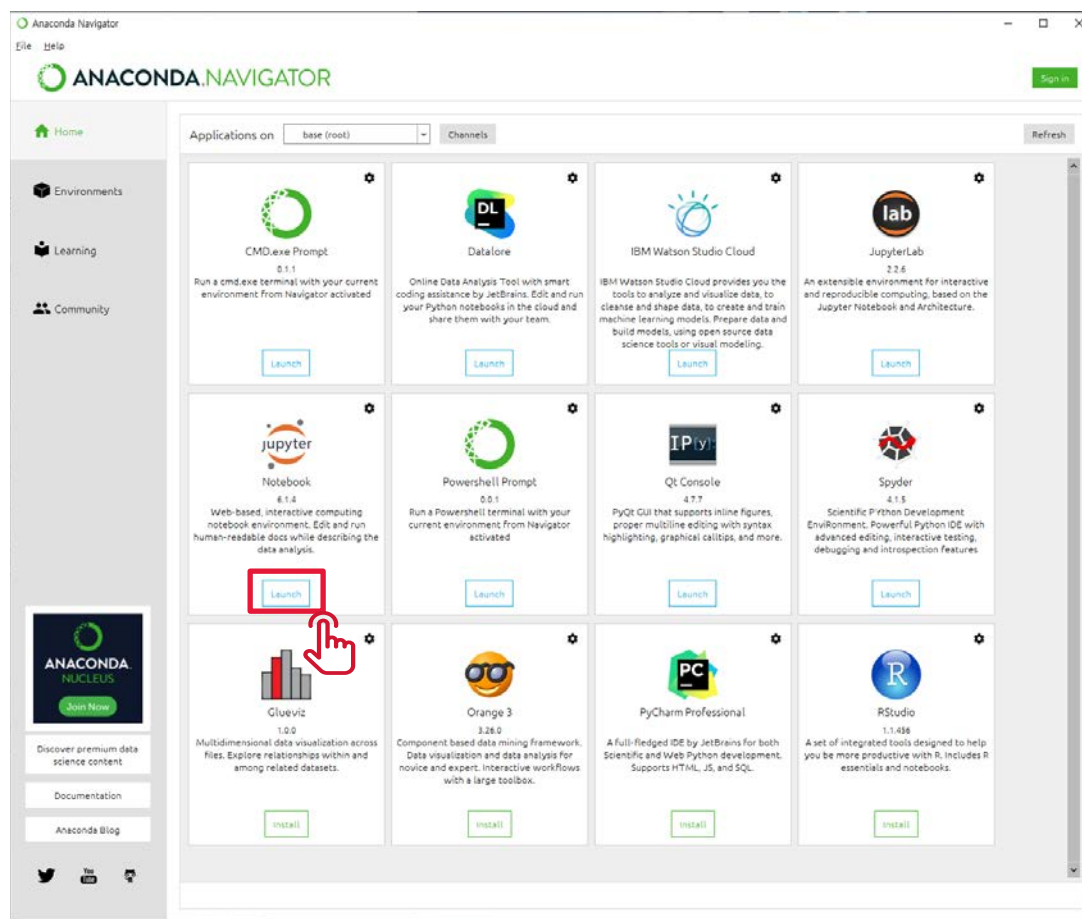 Anaconda Navigator
File Help
ANACONDA.NAVIGATOR
Sign in
Home
Environments
Learning
Community
Applications on base (root) Channels Refresh
CMD.exe Prompt
0.1.1
Run a cmd.exe terminal with your current
environment from Navigator activated
Launch
DL
Datalore
Online Data Analysis Tool with smart
coding assistance by JetBrains. Edit and run
your Python notebooks in the cloud and
share them with your team.
Launch
IBM Watson Studio Cloud
IBM Watson Studio Cloud provides you the
tools to analyze and visualize data, to
cleanse and shape data, to create and train
machine learning models. Prepare data and
build models, using open source data
science tools or visual modeling.
Launch
lab
JupyterLab
2.2.6
An extensible environment for interactive
and reproducible computing, based on the
Jupyter Notebook and Architecture.
Launch
jupyter
Notebook
6.1.4
Web-based, interactive computing
notebook environment. Edit and run
human-readable docs while describing the
data analysis.
Launch
Powershell Prompt
0.0.1
Run a Powershell terminal with your
current environment from Navigator
activated
Launch
IP[y]:
Qt Console
4.7.7
PyQt GUI that supports inline figures,
proper multiline editing with syntax
highlighting, graphical calltips, and more.
Launch
Spyder
4.1.5
Scientific PYthon Development
EnviRonment. Powerful Python IDE with
advanced editing, interactive testing,
debugging and introspection features
Launch
Glueviz
1.0.0
Multidimensional data visualization across
files. Explore relationships within and
among related datasets.
Install
Orange 3
3.26.0
Component based data mining framework.
Data visualization and data analysis for
novice and expert. Interactive workflows
with a large toolbox.
Install
PC
PyCharm Professional
A full-fledged IDE by JetBrains for both
Scientific and Web Python development.
Supports HTML, JS, and SQL.
Install
R
RStudio
1.1.456
A set of integrated tools designed to help
you be more productive with R. Includes R
essentials and notebooks.
Install
ANACONDA.
NUCLEUS
Join Now
Discover premium data
science content
Documentation
Anaconda Blog
You
Tube